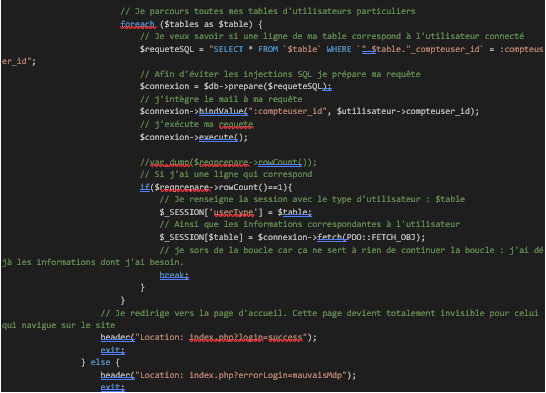 // Je parcours toutes mes tables d'utilisateurs particuliers
foreach ($tables as $table) {
// Je veux savoir si une ligne de ma table correspond à l'utilisateur connecté
$requeteSQL = "SELECT * FROM `$table` WHERE `".$table."_compteuser_id` = :compteus
er_id";
// Afin d'éviter les injections SQL je prépare ma requête
$connexion = $db->prepare($requeteSQL);
// j'intègre le mail à ma requête
$connexion->bindValue(":compteuser_id", $utilisateur->compteuser_id);
// j'exécute ma requete
$connexion->execute();
//var_dump($reqprepare->rowCount());
// Si j'ai une ligne qui correspond
if($reqprepare->rowCount()==1){
// Je renseigne la session avec le type d'utilisateur : $table
$_SESSION['userType'] = $table;
// Ainsi que les informations correspondantes à l'utilisateur
$_SESSION[$table] = $connexion->fetch(PDO::FETCH_OBJ);
// je sors de la boucle car ça ne sert à rien de continuer la boucle : j'ai dé
jà les informations dont j'ai besoin.
break;
}
}
// Je redirige vers la page d'accueil. Cette page devient totalement invisible pour celui
qui navigue sur le site
header("Location: index.php?login=success");
exit;
} else {
header("Location: index.php?errorLogin=mauvaisMdp");
exit;